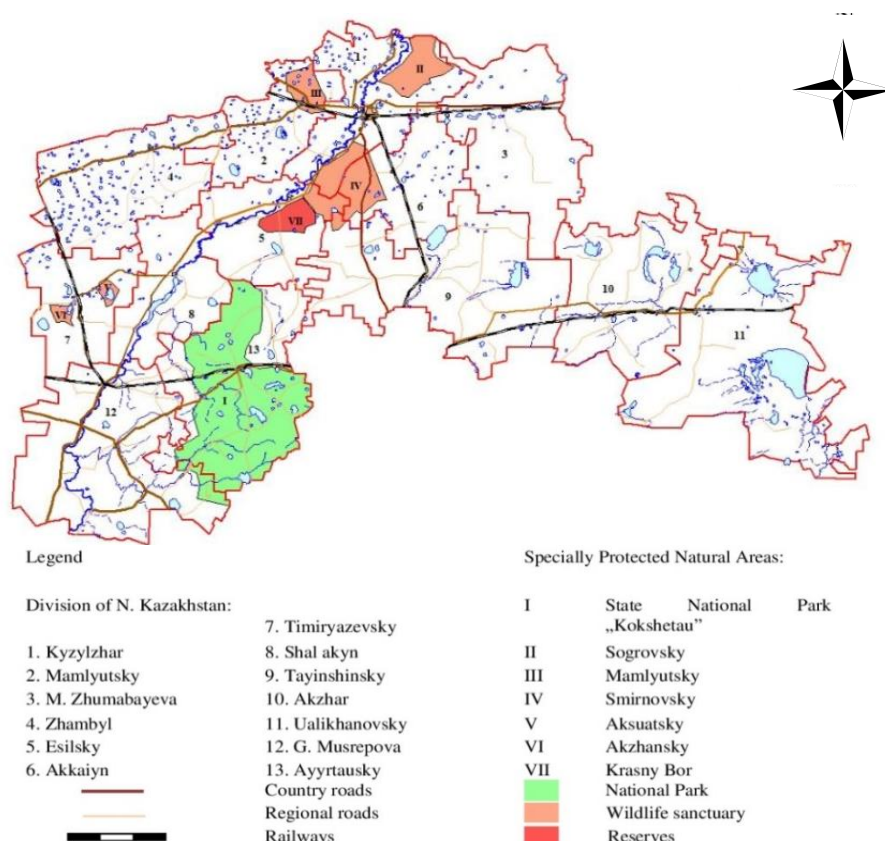 1
II
III
2
3
2
4
IV
6
VII
5
V
VI
8
7
9
10
11
13
I
12
Legend
Specially Protected Natural Areas:
Division of N. Kazakhstan:
1. Kyzylzhar
2. Mamlyutsky
3. M. Zhumabayeva
4. Zhambyl
5. Esilsky
6. Akkaiyn
7. Timiryazevsky
8. Shal akyn
9. Tayinshinsky
10. Akzhar
11. Ualikhanovsky
12. G. Musrepova
13. Ayyrtausky
Country roads
Regional roads
Railways
I State National Park
„Kokshetau”
II Sogrovsky
III Mamlyutsky
IV Smirnovsky
V Aksuatsky
VI Akzhansky
VII Krasny Bor
National Park
Wildlife sanctuary
Reserves